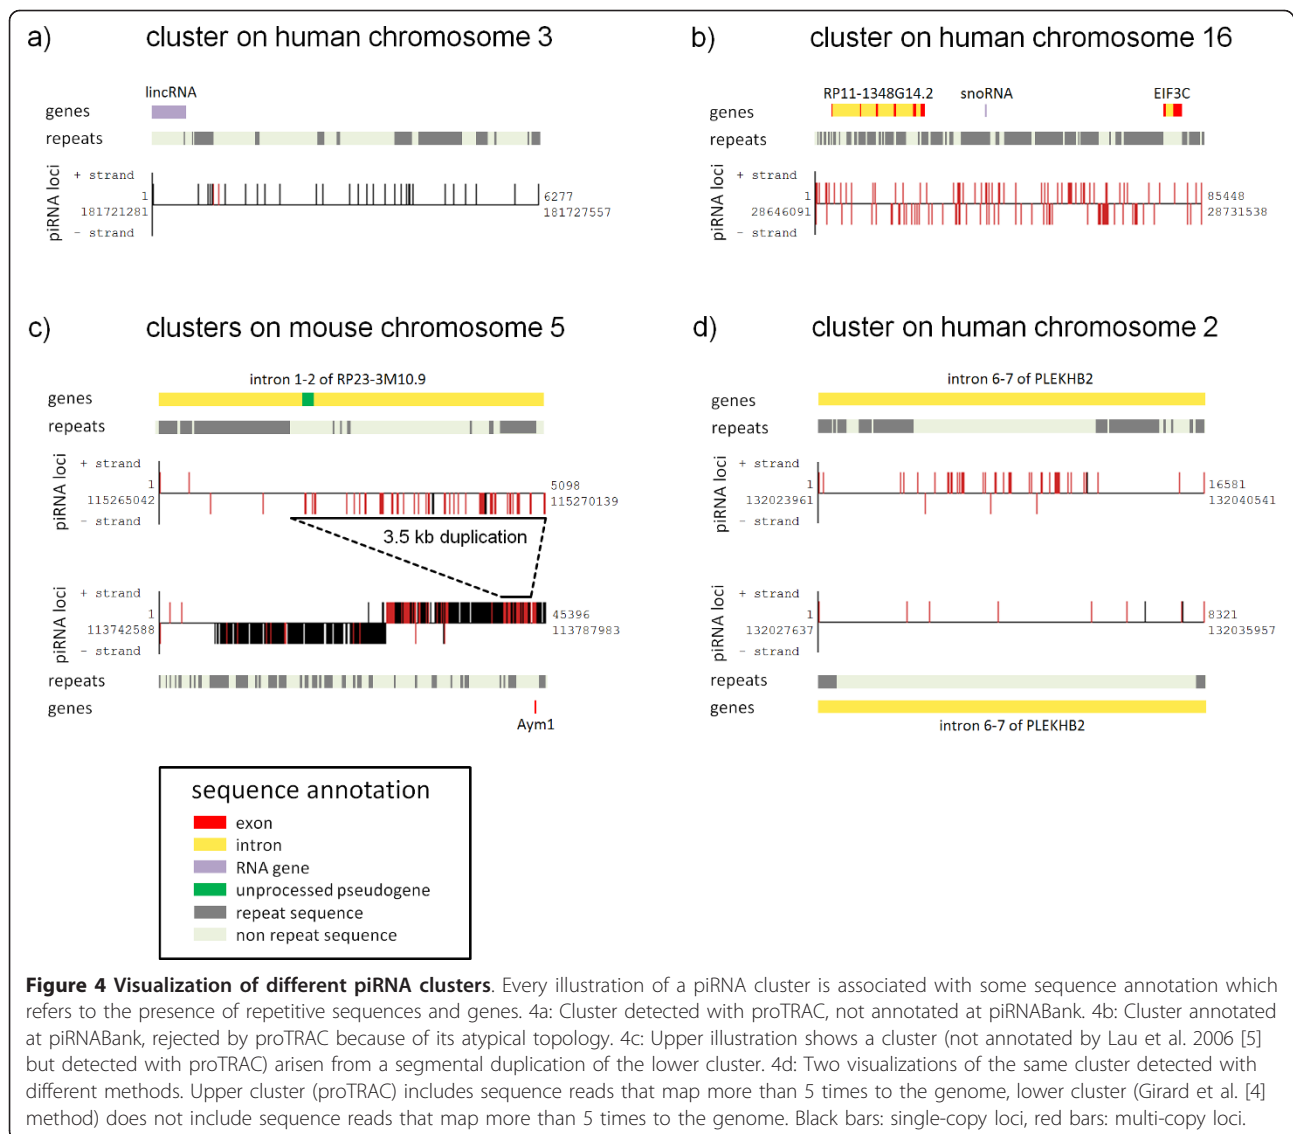 a) cluster on human chromosome 3
lincRNA
genes
repeats
piRNA loci
+ strand
1
181721281
- strand
6277
181727557
b) cluster on human chromosome 16
RP11-1348G14.2 snoRNA EIF3C
genes
repeats
piRNA loci
+ strand
1
28646091
- strand
85448
28731538
c) clusters on mouse chromosome 5
intron 1-2 of RP23-3M10.9
genes
repeats
piRNA loci
+ strand
1
115265042
- strand
5098
115270139
3.5 kb duplication
piRNA loci
+ strand
1
113742588
- strand
45396
113787983
repeats
genes
Aym1
d) cluster on human chromosome 2
intron 6-7 of PLEKHB2
genes
repeats
piRNA loci
+ strand
1
132023961
- strand
16581
132040541
piRNA loci
+ strand
1
132027637
- strand
8321
132035957
repeats
genes
intron 6-7 of PLEKHB2
sequence annotation
exon
intron
RNA gene
unprocessed pseudogene
repeat sequence
non repeat sequence
Figure 4 Visualization of different piRNA clusters. Every illustration of a piRNA cluster is associated with some sequence annotation which
refers to the presence of repetitive sequences and genes. 4a: Cluster detected with proTRAC, not annotated at piRNABank. 4b: Cluster annotated
at piRNABank, rejected by proTRAC because of its atypical topology. 4c: Upper illustration shows a cluster (not annotated by Lau et al. 2006 [5]
but detected with proTRAC) arisen from a segmental duplication of the lower cluster. 4d: Two visualizations of the same cluster detected with
different methods. Upper cluster (proTRAC) includes sequence reads that map more than 5 times to the genome, lower cluster (Girard et al. [4]
method) does not include sequence reads that map more than 5 times to the genome. Black bars: single-copy loci, red bars: multi-copy loci.